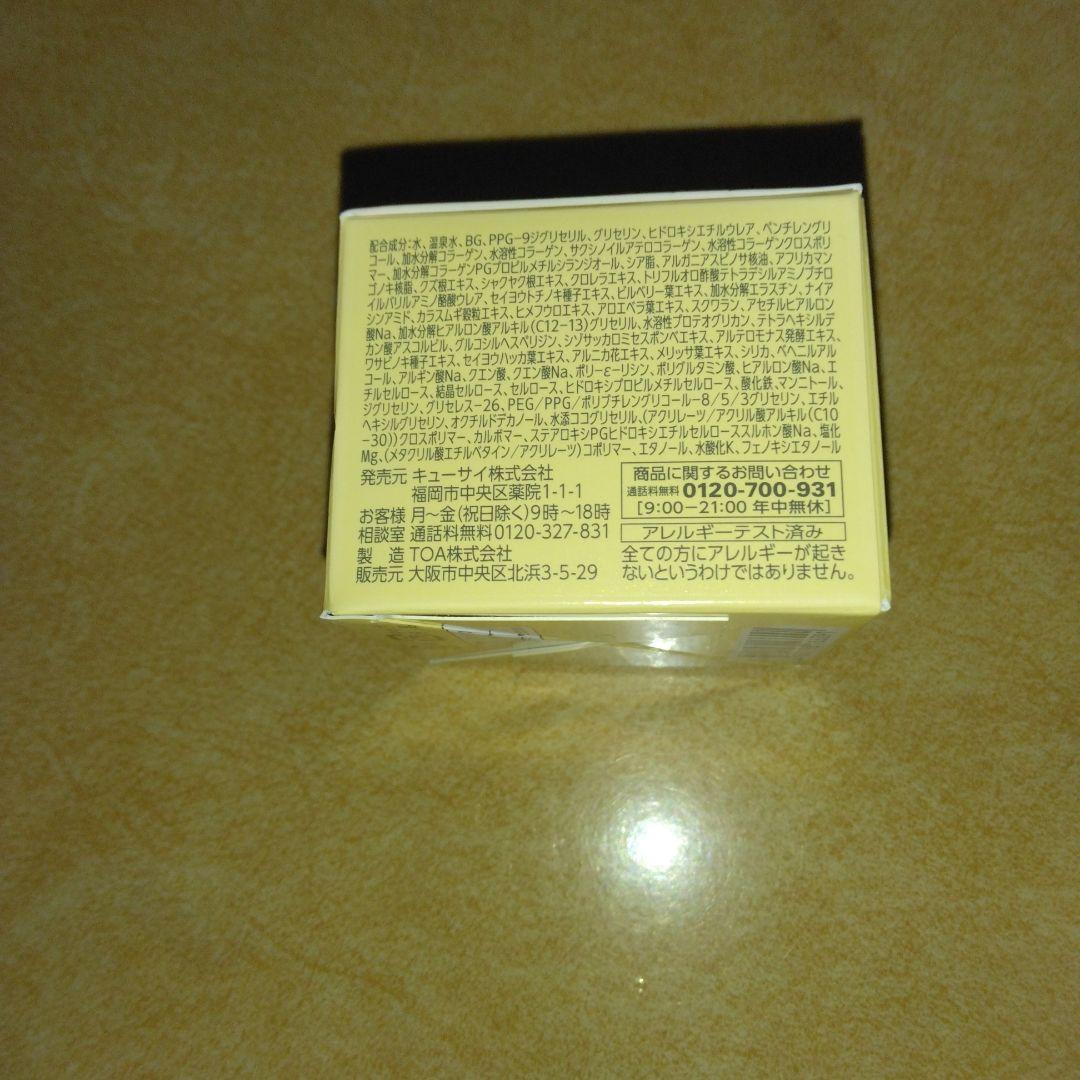 配合成分：水、温泉水、BG、PPG-9ジグリセリル、グリセリン、ヒドロキシエチルウレア、ペンチレングリ
コール、加水分解コラーゲン、水溶性コラーゲン、サクシノイルアテロコラーゲン、水溶性コラーゲンクロスポリ
マー、加水分解コラーゲンPGプロピルメチルシランジオール、シア脂、アルガニアスピノサ核油、アフリカマン
ゴノキ核脂、クズ根エキス、シャクヤク根エキス、クロレラエキス、トリフルオロ酢酸テトラデシルアミノブチロ
イルバリルアミノ酪酸ウレア、セイヨウトチノキ種子エキス、ビルベリー葉エキス、加水分解エラスチン、ナイア
シンアミド、カラスムギ穀粒エキス、ヒメフウロエキス、アロエベラ葉エキス、スクワラン、アセチルヒアルロン
酸Na、加水分解ヒアルロン酸アルキル(C12-13)グリセリル、水溶性プロテオグリカン、テトラヘキシルデ
カン酸アスコルビル、グルコシルヘスペリジン、シゾサッカロミセスポンベエキス、アルテロモナス発酵エキス、
ワサビノキ種子エキス、セイヨウハッカ葉エキス、アルニカ花エキス、メリッサ葉エキス、シリカ、ベヘニルアル
コール、アルギン酸Na、クエン酸、クエン酸Na、ポリ-ε-リシン、ポリグルタミン酸、ヒアルロン酸Na、エ
チルセルロース、結晶セルロース、セルロース、ヒドロキシプロピルメチルセルロース、酸化鉄、マンニトール、
ジグリセリン、グリセレス-26、PEG/PPG/ポリブチレングリコール-8/5/3グリセリン、エチル
ヘキシルグリセリン、オクチルドデカノール、水添ココグリセリル、(アクリレーツ/アクリル酸アルキル(C10
-30))クロスポリマー、カルボマー、ステアロキシPGヒドロキシエチルセルローススルホン酸Na、塩化
Mg、(メタクリル酸エチルベタイン/アクリレーツ)コポリマー、エタノール、水酸化K、フェノキシエタノール
発売元 キューサイ株式会社
福岡市中央区薬院1-1-1
お客様 月〜金(祝日除く)9時〜18時
相談室 通話料無料0120-327-831
製 造 TOA株式会社
販売元 大阪市中央区北浜3-5-29
商品に関するお問い合わせ
通話料無料 0120-700-931
[9:00-21:00 年中無休]
アレルギーテスト済み
全ての方にアレルギーが起き
ないというわけではありません。